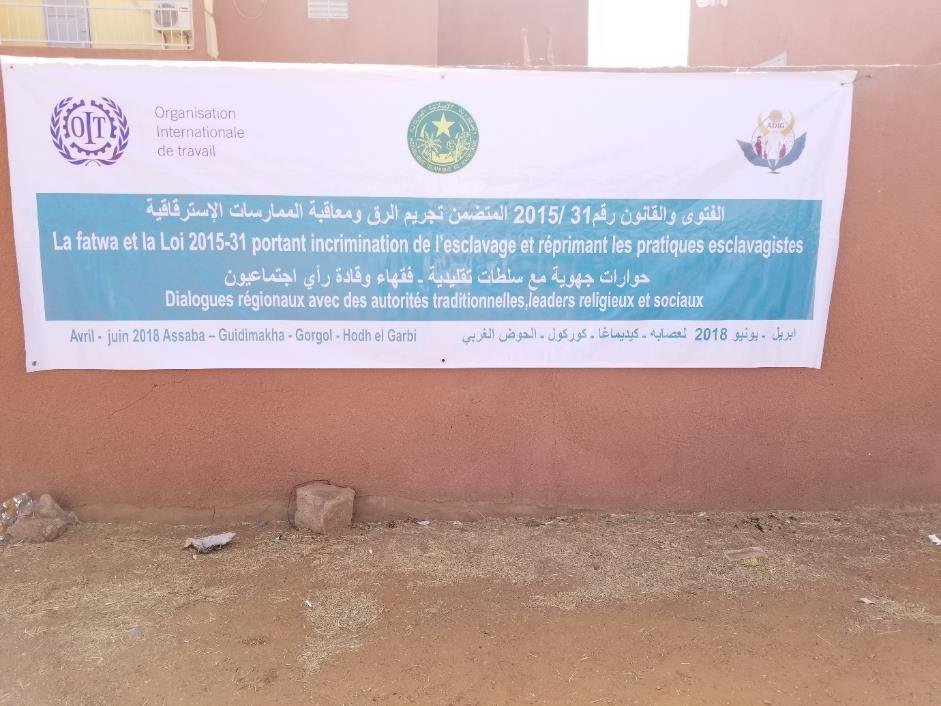 OIT
Organisation
Internationale
de travail
ADIG
الفتوى والقانون رقم 31 /2015 المتضمن تجريم الرق ومعاقبة الممارسات الإسترقاقية
La fatwa et la Loi 2015-31 portant incrimination de l'esclavage et réprimant les pratiques esclavagistes
حوارات جهوية مع سلطات تقليدية - فقهاء وقادة رأي اجتماعيون
Dialogues régionaux avec des autorités traditionnelles,leaders religieux et sociaux
Avril - juin 2018 Assaba – Guidimakha - Gorgol - Hodh el Garbi
ابريل - يونيو 2018 لعصابه - كيديماغا - كوركول - الحوض الغربي